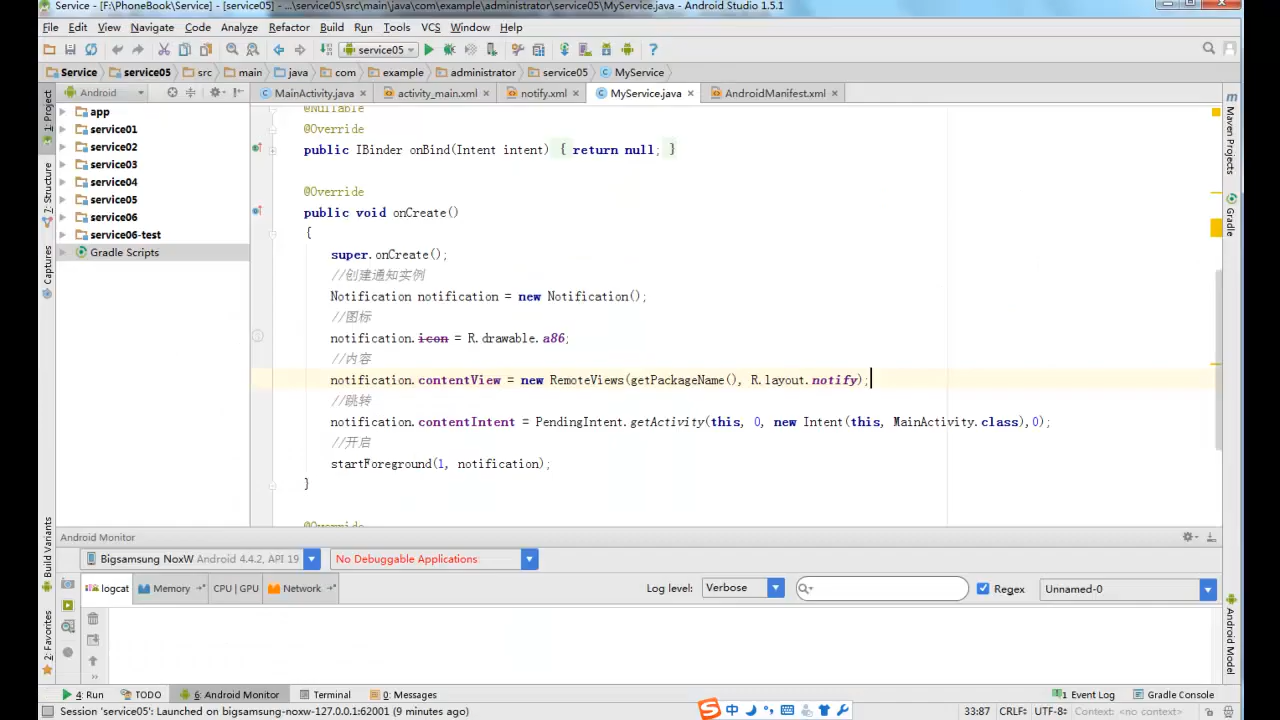 Service - [F:\PhoneBook\Service] - [service05] - ...\service05\src\main\java\com\example\administrator\service05\MyService.java - Android Studio 1.5.1
File Edit View Navigate Code Analyze Refactor Build Run Tools VCS Window Help
service05
Service service05 src main java com example administrator service05 MyService
Android MainActivity.java activity_main.xml notify.xml MyService.java AndroidManifest.xml
1: Project
7: Structure
Captures
Build Variants
2: Favorites
app
service01
service02
service03
service04
service05
service06
service06-test
Gradle Scripts
@Nullable
@Override
public IBinder onBind(Intent intent) { return null; }
@Override
public void onCreate()
{
super.onCreate();
//创建通知实例
Notification notification = new Notification();
//图标
notification.icon = R.drawable.a86;
//内容
notification.contentView = new RemoteViews(getPackageName(), R.layout.notify);
//跳转
notification.contentIntent = PendingIntent.getActivity(this, 0, new Intent(this, MainActivity.class),0);
//开启
startForeground(1, notification);
}
@Override
Maven Projects
Gradle
Android Model
Android Monitor
Bigsamsung NoxW Android 4.4.2, API 19 No Debuggable Applications
logcat Memory CPU | GPU Network Log level: Verbose Regex Unnamed-0
4: Run TODO 6: Android Monitor Terminal 0: Messages 1 Event Log Gradle Console
Session 'service05': Launched on bigsamsung-noxw-127.0.0.1:62001 (9 minutes ago) 中 33:87 CRLF UTF-8 Context: <no context>